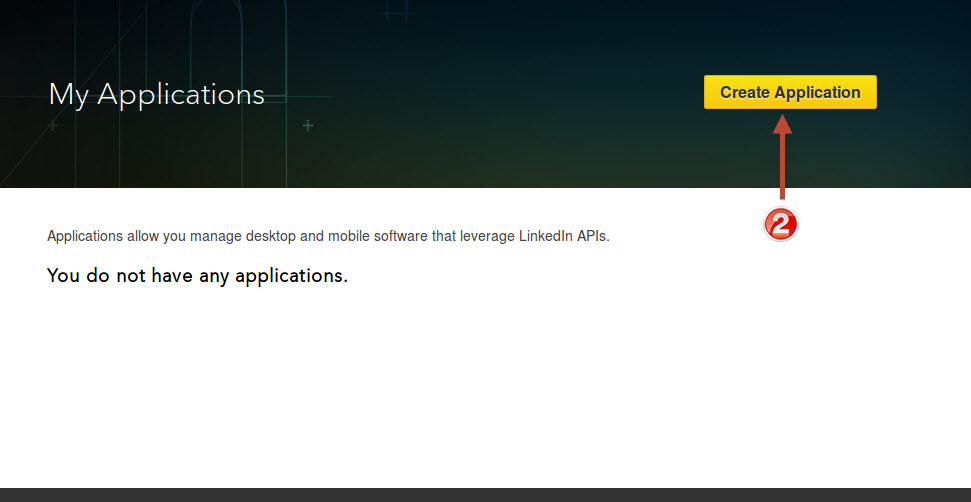 My Applications
Create Application
2
Applications allow you manage desktop and mobile software that leverage LinkedIn APIs.
You do not have any applications.